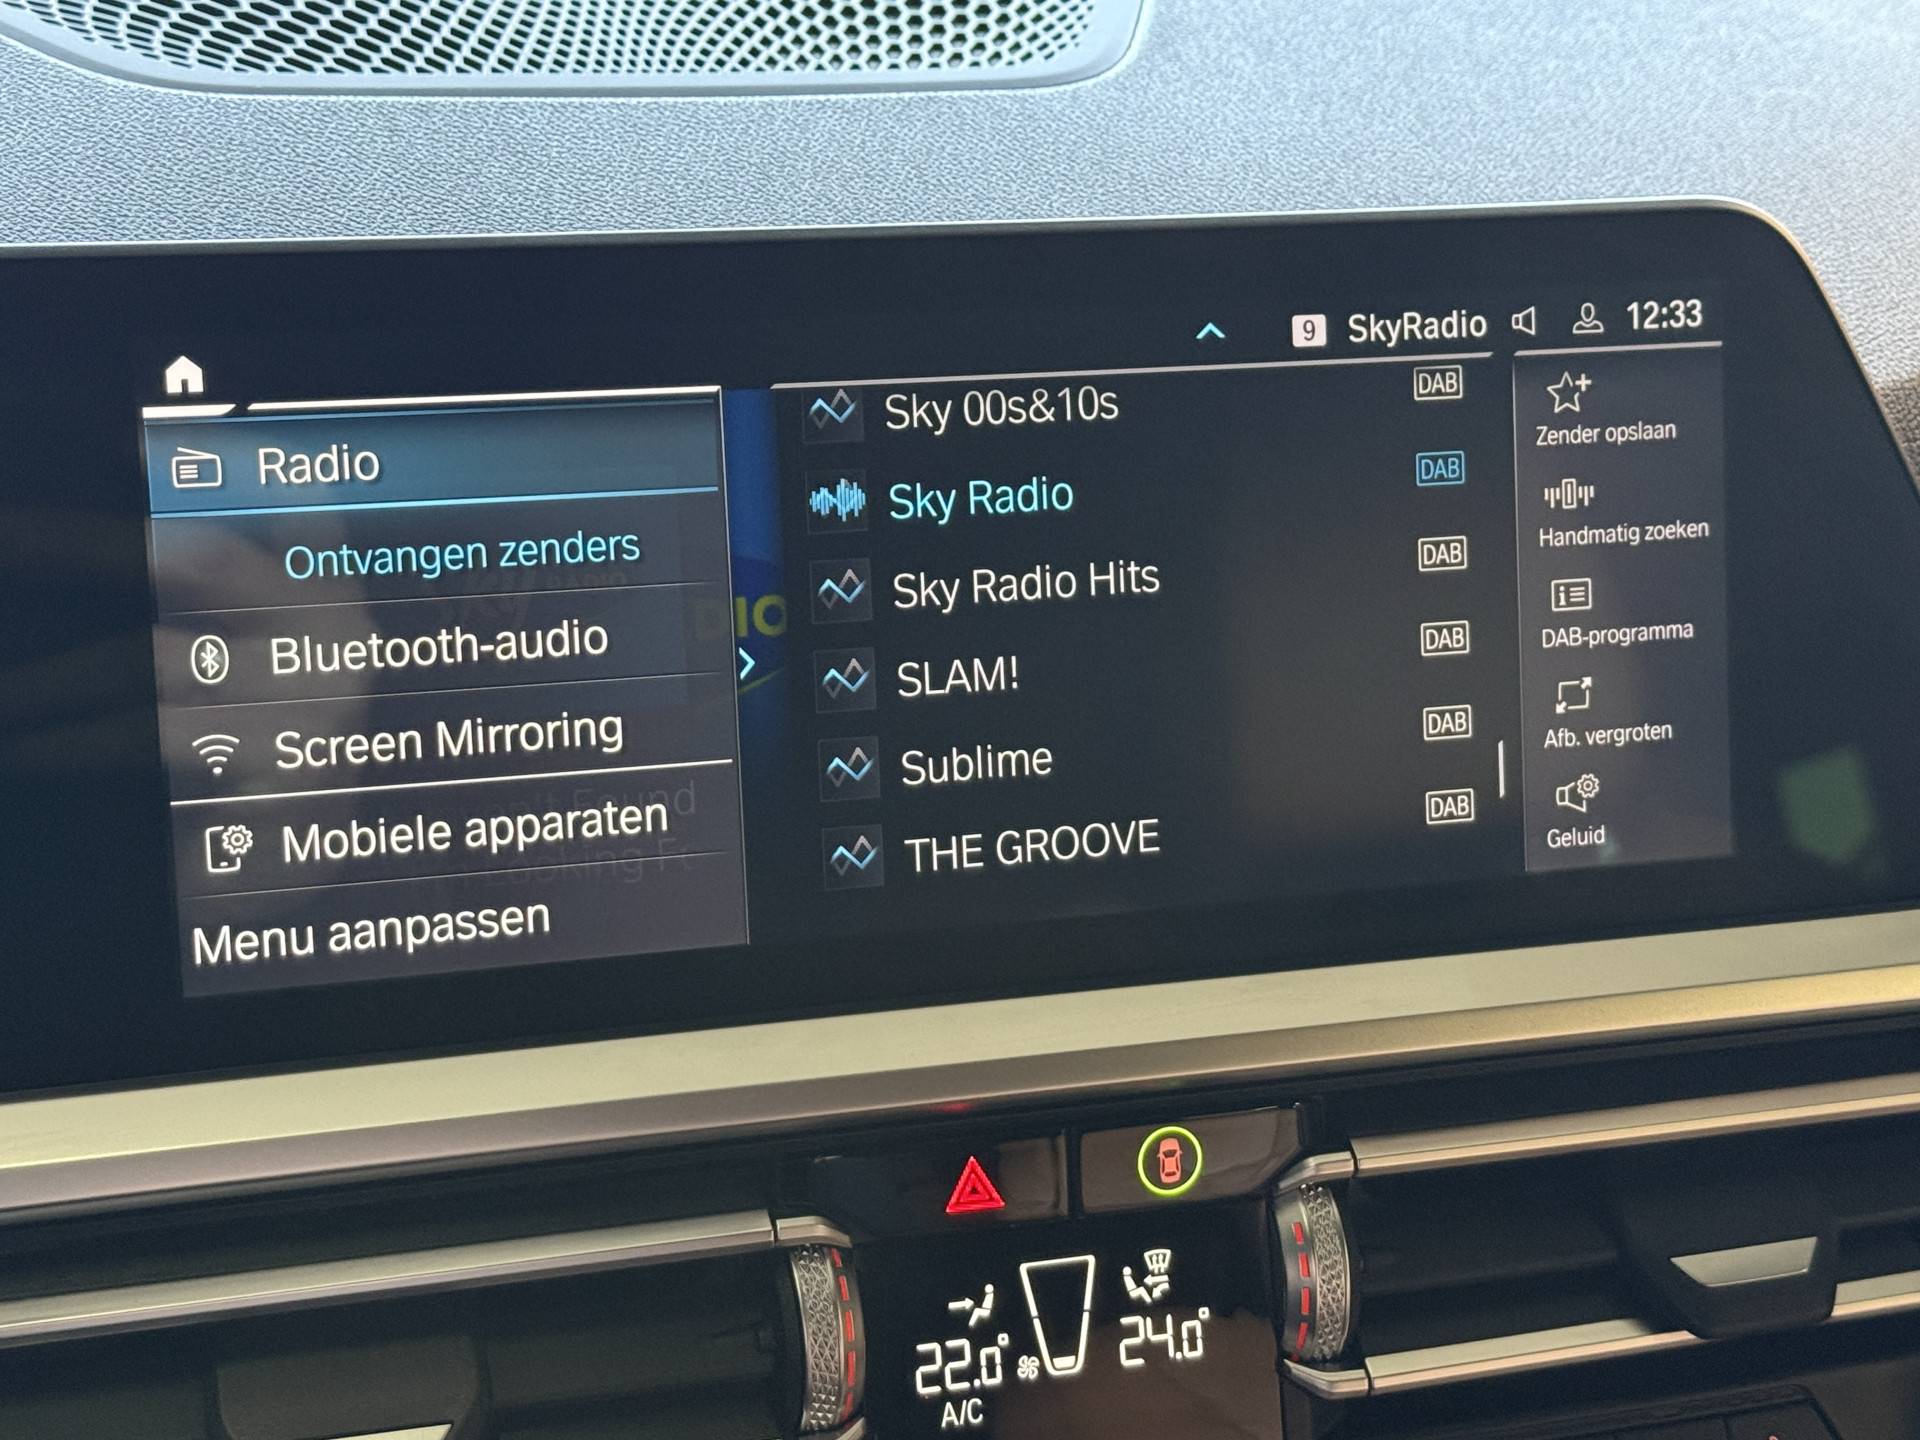 9 SkyRadio 12:33
Radio
Ontvangen zenders
Bluetooth-audio
Screen Mirroring
Mobiele apparaten
Menu aanpassen
Sky 00s&10s DAB
Sky Radio DAB
Sky Radio Hits DAB
SLAM! DAB
Sublime DAB
THE GROOVE DAB
Zender opslaan
Handmatig zoeken
DAB-programma
Afb. vergroten
Geluid
22.0° 24.0°
A/C